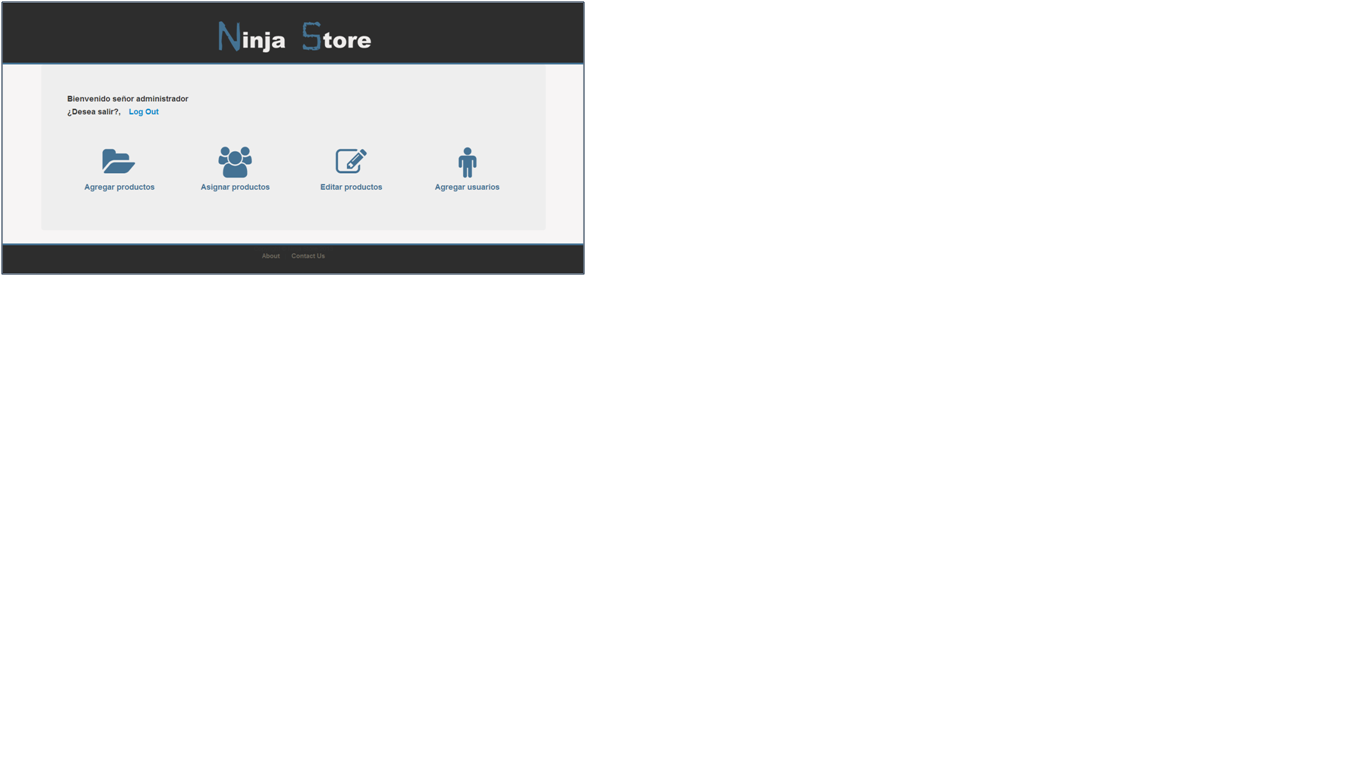 Ninja Store
Bienvenido señor administrador
¿Desea salir?, Log Out
Agregar productos Asignar productos Editar productos Agregar usuarios
About Contact Us